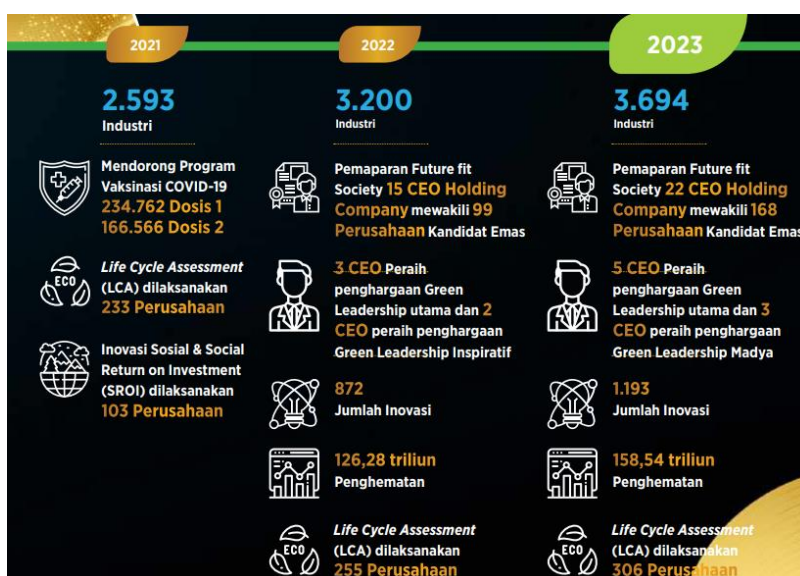 2021
2.593
Industri
Mendorong Program
Vaksinasi COVID-19
234.762 Dosis 1
166.566 Dosis 2
ECO
Life Cycle Assessment
(LCA) dilaksanakan
233 Perusahaan
Inovasi Sosial & Social
Return on Investment
(SROI) dilaksanakan
103 Perusahaan
2022
3.200
Industri
Pemaparan Future fit
Society 15 CEO Holding
Company mewakili 99
Perusahaan Kandidat Emas
3 CEO Peraih
penghargaan Green
Leadership utama dan 2
CEO peraih penghargaan
Green Leadership Inspiratif
872
Jumlah Inovasi
126,28 triliun
Penghematan
ECO
Life Cycle Assessment
(LCA) dilaksanakan
255 Perusahaan
2023
3.694
Industri
Pemaparan Future fit
Society 22 CEO Holding
Company mewakili 168
Perusahaan Kandidat Emas
5 CEO Peraih
penghargaan Green
Leadership utama dan 3
CEO peraih penghargaan
Green Leadership Madya
1.193
Jumlah Inovasi
158,54 triliun
Penghematan
ECO
Life Cycle Assessment
(LCA) dilaksanakan
306 Perusahaan